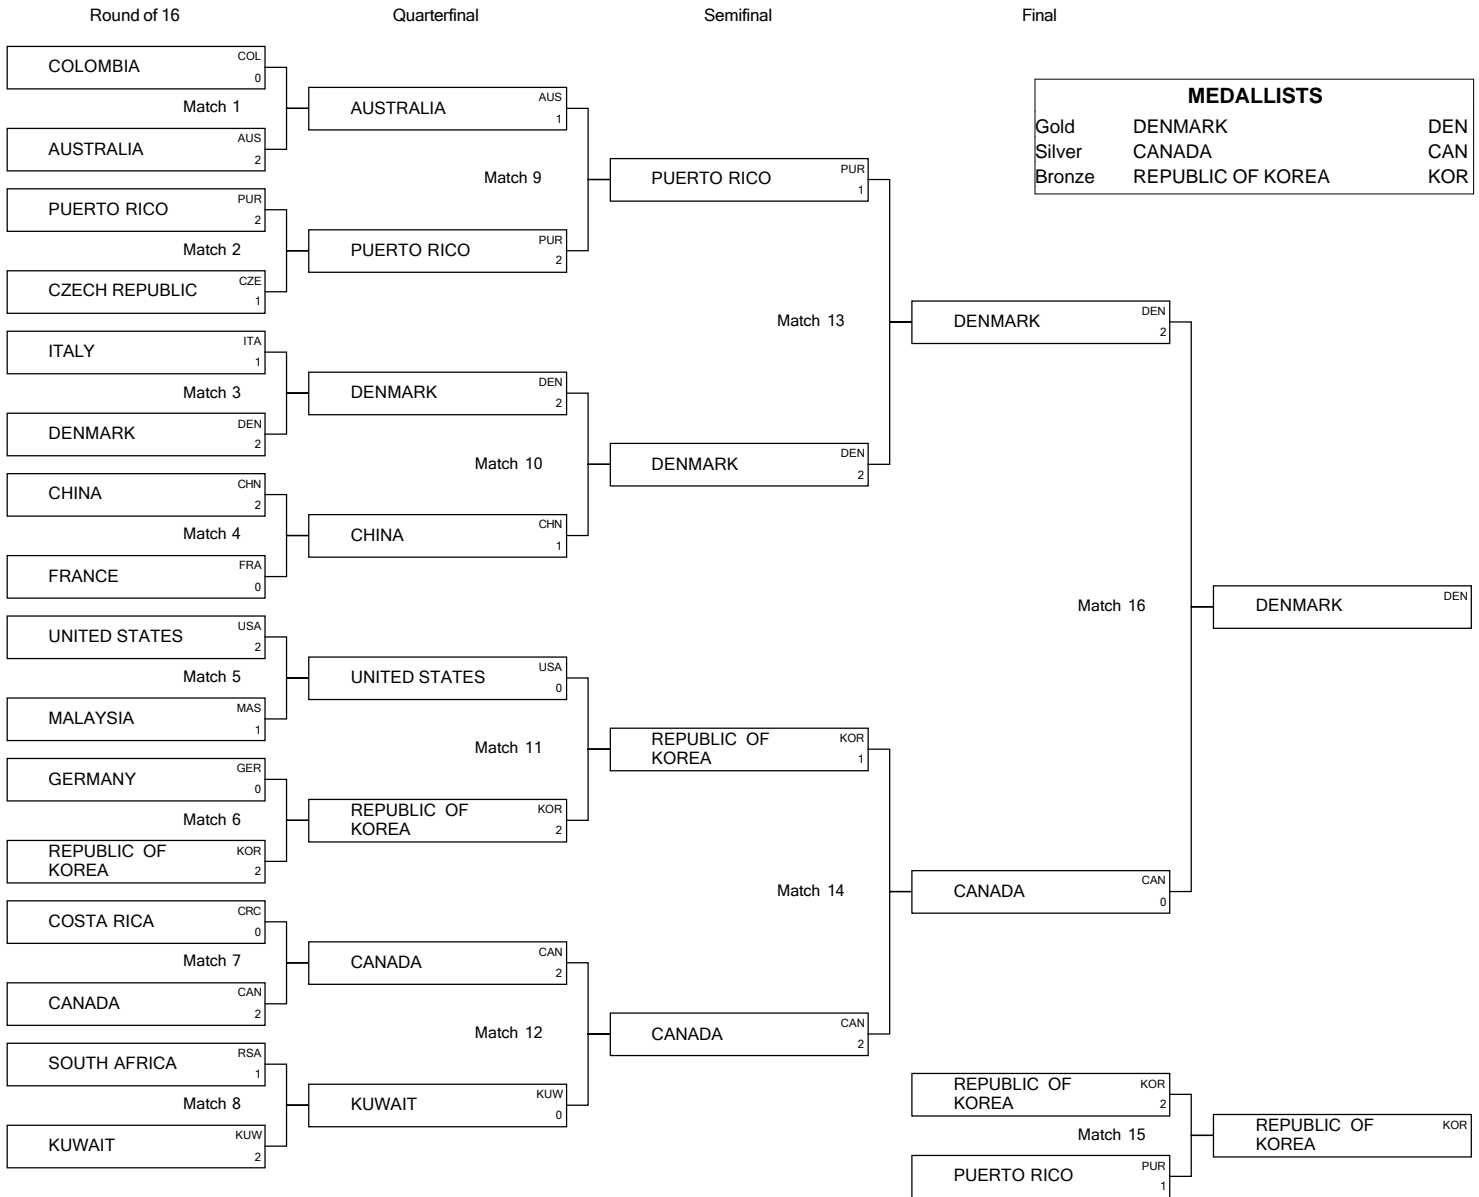 Round of 16
Quarterfinal
Semifinal
Final
COLOMBIA COL
0
Match 1
AUSTRALIA AUS
2
PUERTO RICO PUR
2
Match 2
CZECH REPUBLIC CZE
1
ITALY ITA
1
Match 3
DENMARK DEN
2
CHINA CHN
2
Match 4
FRANCE FRA
0
UNITED STATES USA
2
Match 5
MALAYSIA MAS
1
GERMANY GER
0
Match 6
REPUBLIC OF KOR
KOREA 2
COSTA RICA CRC
0
Match 7
CANADA CAN
2
SOUTH AFRICA RSA
1
Match 8
KUWAIT KUW
2
AUSTRALIA AUS
1
Match 9
PUERTO RICO PUR
2
DENMARK DEN
2
Match 10
CHINA CHN
1
UNITED STATES USA
0
Match 11
REPUBLIC OF KOR
KOREA 2
CANADA CAN
2
Match 12
KUWAIT KUW
0
PUERTO RICO PUR
1
Match 13
DENMARK DEN
2
REPUBLIC OF KOR
KOREA 1
Match 14
CANADA CAN
2
DENMARK DEN
2
Match 16
CANADA CAN
0
DENMARK DEN
REPUBLIC OF KOR
KOREA 2
Match 15
PUERTO RICO PUR
1
REPUBLIC OF KOR
KOREA
MEDALLISTS
Gold DENMARK DEN
Silver CANADA CAN
Bronze REPUBLIC OF KOREA KOR